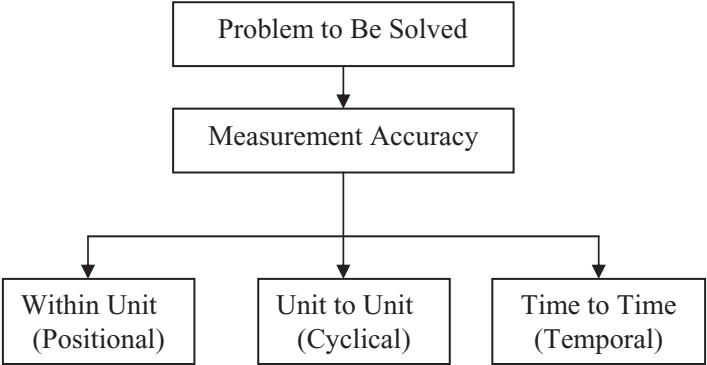 Problem to Be Solved
Measurement Accuracy
Within Unit
(Positional)
Unit to Unit
(Cyclical)
Time to Time
(Temporal)